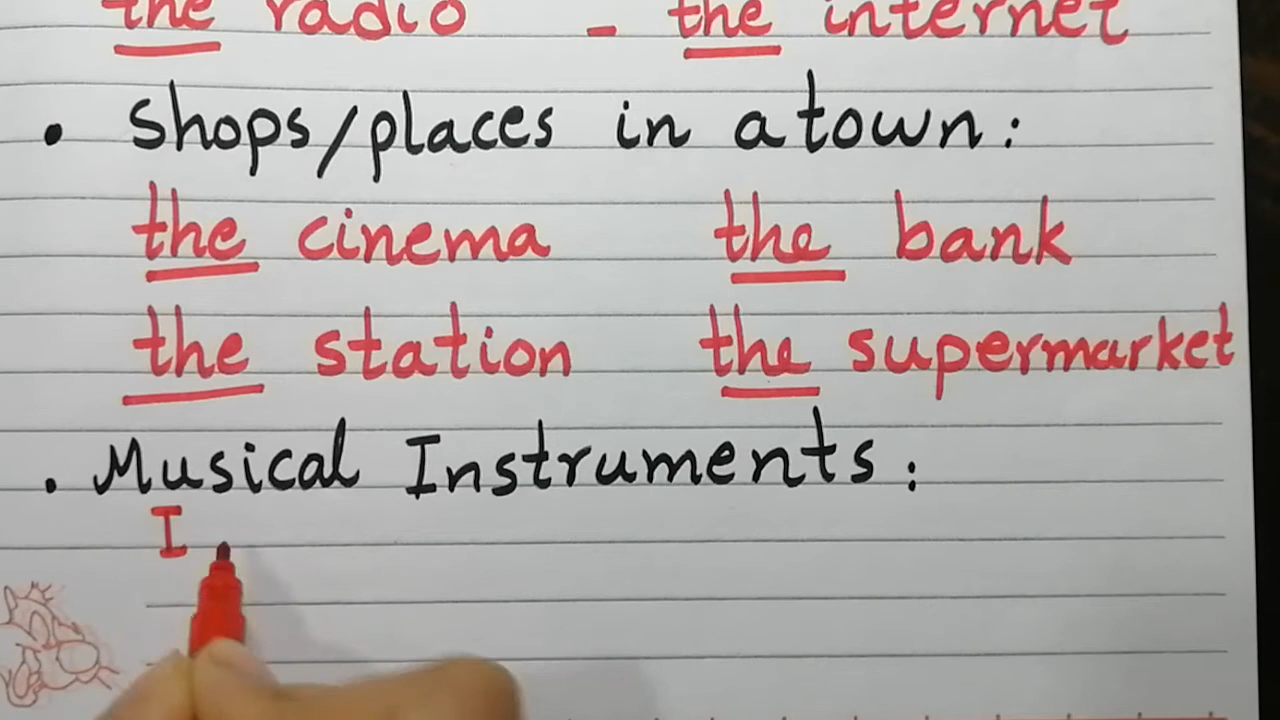 the radio - the internet
• Shops/places in a town:
the cinema the bank
the station the supermarket
. Musical Instruments:
I